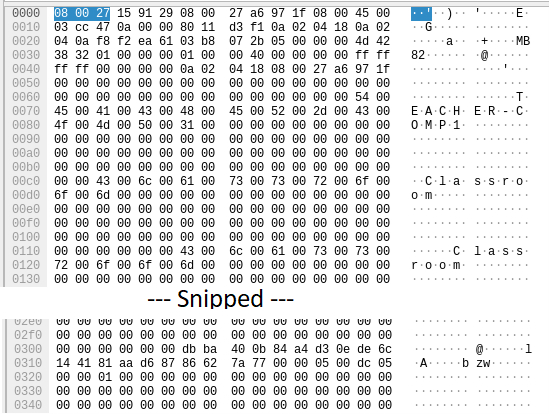 0000 08 00 27 15 91 29 08 00 27 a6 97 1f 08 00 45 00 ··'··)·· '·····E·
0010 03 cc 47 0a 00 00 80 11 d3 f1 0a 02 04 18 0a 02 ··G····· ········
0020 04 0a f8 f2 ea 61 03 b8 07 2b 05 00 00 00 4d 42 ·····a·· ·+····MB
0030 38 32 01 00 00 00 01 00 00 40 00 00 00 00 ff ff 82······ ·@······
0040 ff ff 00 00 00 00 0a 02 04 18 08 00 27 a6 97 1f ········ ····'···
0050 00 00 00 00 00 00 00 00 00 00 00 00 00 00 00 00 ········ ········
0060 00 00 00 00 00 00 00 00 00 00 00 00 00 00 54 00 ········ ······T·
0070 45 00 41 00 43 00 48 00 45 00 52 00 2d 00 43 00 E·A·C·H· E·R·-·C·
0080 4f 00 4d 00 50 00 31 00 00 00 00 00 00 00 00 00 O·M·P·1· ········
0090 00 00 00 00 00 00 00 00 00 00 00 00 00 00 00 00 ········ ········
00a0 00 00 00 00 00 00 00 00 00 00 00 00 00 00 00 00 ········ ········
00b0 00 00 00 00 00 00 00 00 00 00 00 00 00 00 00 00 ········ ········
00c0 00 00 43 00 6c 00 61 00 73 00 73 00 72 00 6f 00 ··C·l·a· s·s·r·o·
00d0 6f 00 6d 00 00 00 00 00 00 00 00 00 00 00 00 00 o·m····· ········
00e0 00 00 00 00 00 00 00 00 00 00 00 00 00 00 00 00 ········ ········
00f0 00 00 00 00 00 00 00 00 00 00 00 00 00 00 00 00 ········ ········
0100 00 00 00 00 00 00 00 00 00 00 00 00 00 00 00 00 ········ ········
0110 00 00 00 00 00 00 43 00 6c 00 61 00 73 00 73 00 ······C· l·a·s·s·
0120 72 00 6f 00 6f 00 6d 00 00 00 00 00 00 00 00 00 r·o·o·m· ········
0130 00 00 00 00 00 00 00 00 00 00 00 00 00 00 00 00 ········ ········
--- Snipped ---
02e0 00 00 00 00 00 00 00 00 00 00 00 00 00 00 00 00 ········ ········
02f0 00 00 00 00 00 00 00 00 00 00 00 00 00 00 00 00 ········ ········
0300 00 00 00 00 00 00 db ba 40 0b 84 a4 d3 0e de 6c ········ @······l
0310 14 41 81 aa d6 87 86 62 7a 77 00 00 05 00 dc 05 ·A·····b zw······
0320 00 00 01 00 00 00 00 00 00 00 00 00 00 00 00 00 ········ ········
0330 00 00 00 00 00 00 00 00 00 00 00 00 00 00 00 00 ········ ········
0340 00 00 00 00 00 00 00 00 00 00 00 00 00 00 00 00 ········ ········